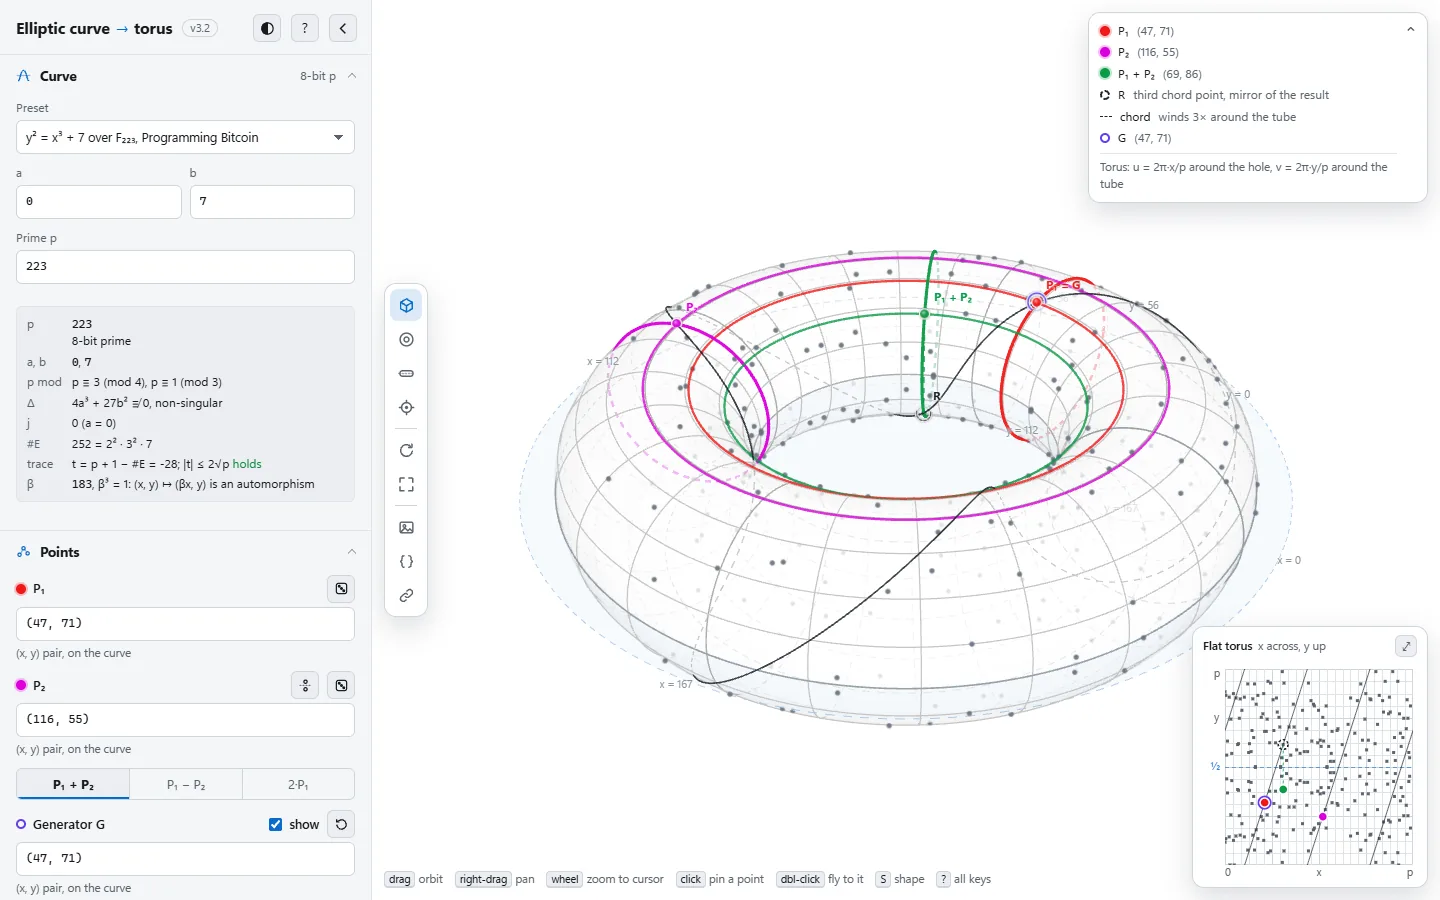 Elliptic curve → torus v3.2
?
Curve 8-bit p
Preset
y² = x³ + 7 over F₂₂₃, Programming Bitcoin
a b
0 7
Prime p
223
p 223
8-bit prime
a, b 0, 7
p mod p ≡ 3 (mod 4), p ≡ 1 (mod 3)
Δ 4a³ + 27b² ≢ 0, non-singular
j 0 (a = 0)
#E 252 = 2² · 3² · 7
trace t = p + 1 − #E = -28; |t| ≤ 2√p holds
β 183, β³ = 1: (x, y) ↦ (βx, y) is an automorphism
Points
P₁
(47, 71)
(x, y) pair, on the curve
P₂
(116, 55)
(x, y) pair, on the curve
P₁ + P₂ P₁ − P₂ 2·P₁
Generator G show
(47, 71)
(x, y) pair, on the curve
P₁ (47, 71)
P₂ (116, 55)
P₁ + P₂ (69, 86)
R third chord point, mirror of the result
chord winds 3× around the tube
G (47, 71)
Torus: u = 2π·x/p around the hole, v = 2π·y/p around the
tube
P₁ = G
P₁ + P₂
y = 56
x = 112
y = 0
R
y = 112
y = 167
x = 0
x = 167
Flat torus x across, y up
p
y
½
0 x p
drag orbit right-drag pan wheel zoom to cursor click pin a point dbl-click fly to it S shape ? all keys